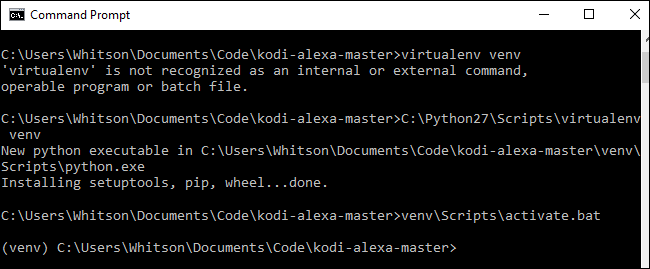 Command Prompt
C:\Users\Whitson\Documents\Code\kodi-alexa-master>virtualenv venv
'virtualenv' is not recognized as an internal or external command,
operable program or batch file.
C:\Users\Whitson\Documents\Code\kodi-alexa-master>C:\Python27\Scripts\virtualenv
venv
New python executable in C:\Users\Whitson\Documents\Code\kodi-alexa-master\venv\
Scripts\python.exe
Installing setuptools, pip, wheel...done.
C:\Users\Whitson\Documents\Code\kodi-alexa-master>venv\Scripts\activate.bat
(venv) C:\Users\Whitson\Documents\Code\kodi-alexa-master>